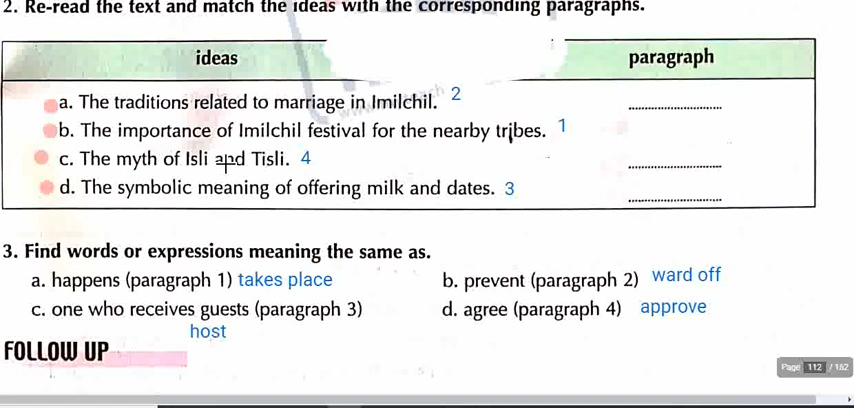 2. Re-read the text and match the ideas with the corresponding paragraphs.
ideas paragraph
a. The traditions related to marriage in Imilchil. 2 ........................
b. The importance of Imilchil festival for the nearby tribes. 1
c. The myth of Isli and Tisli. 4 ........................
d. The symbolic meaning of offering milk and dates. 3 ........................
3. Find words or expressions meaning the same as.
a. happens (paragraph 1) takes place b. prevent (paragraph 2) ward off
c. one who receives guests (paragraph 3) d. agree (paragraph 4) approve
host
FOLLOW UP
Page 112 / 162